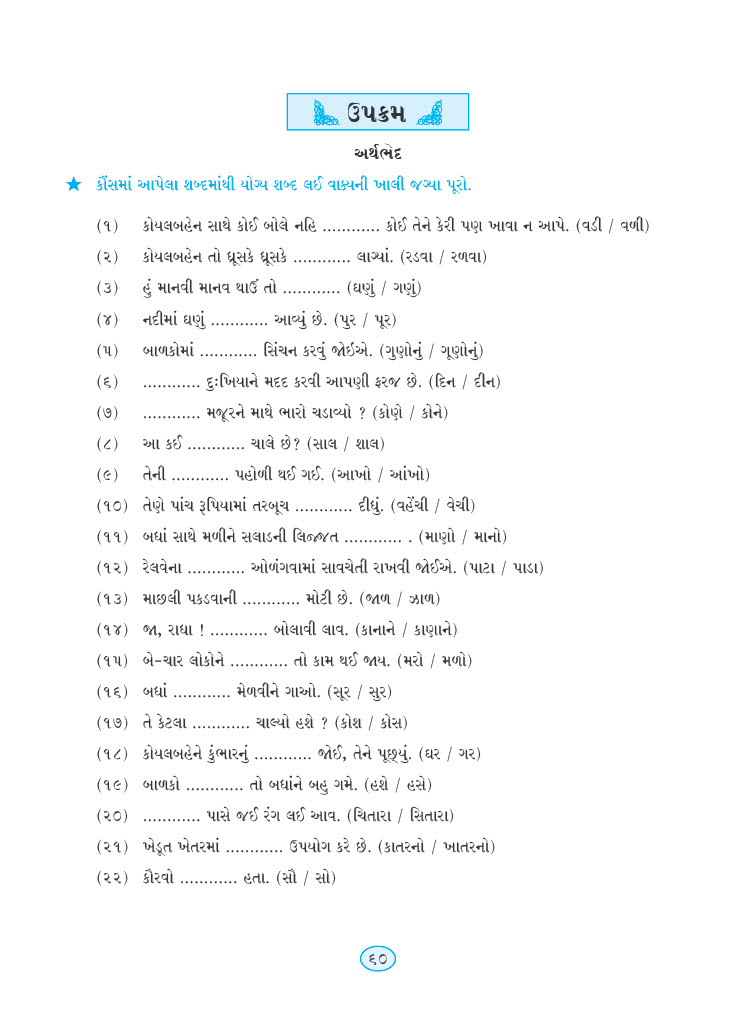 ઉપક્રમ
અર્થભેદ
★ કૌંસમાં આપેલા શબ્દમાંથી યોગ્ય શબ્દ લઈ વાક્યની ખાલી જગ્યા પૂરો.
(૧) કોયલબહેન સાથે કોઈ બોલે નહિ ............ કોઈ તેને કેરી પણ ખાવા ન આપે. (વડી / વળી)
(૨) કોયલબહેન તો ધ્રૂસકે ધ્રૂસકે ............ લાગ્યાં. (રડવા / રળવા)
(૩) હું માનવી માનવ થાઉં તો ............ (ઘણું / ગણું)
(૪) નદીમાં ઘણું ............ આવ્યું છે. (પુર / પૂર)
(૫) બાળકોમાં ............ સિંચન કરવું જોઇએ. (ગુણોનું / ગૂણોનું)
(૬) ............ દુઃખિયાને મદદ કરવી આપણી ફરજ છે. (દિન / દીન)
(૭) ............ મજૂરને માથે ભારો ચડાવ્યો ? (કોણે / કોને)
(૮) આ કઈ ............ ચાલે છે? (સાલ / શાલ)
(૯) તેની ............ પહોળી થઈ ગઈ. (આખો / આંખો)
(૧૦) તેણે પાંચ રૂપિયામાં તરબૂચ ............ દીધું. (વહેંચી / વેચી)
(૧૧) બધાં સાથે મળીને સલાડની લિજ્જત ............ . (માણો / માનો)
(૧૨) રેલવેના ............ ઓળંગવામાં સાવચેતી રાખવી જોઈએ. (પાટા / પાડા)
(૧૩) માછલી પકડવાની ............ મોટી છે. (જાળ / ઝાળ)
(૧૪) જા, રાધા ! ............ બોલાવી લાવ. (કાનાને / કાણાને)
(૧૫) બે-ચાર લોકોને ............ તો કામ થઈ જાય. (મરો / મળો)
(૧૬) બધાં ............ મેળવીને ગાઓ. (સૂર / સુર)
(૧૭) તે કેટલા ............ ચાલ્યો હશે ? (કોશ / કોસ)
(૧૮) કોયલબહેને કુંભારનું ............ જોઈ, તેને પૂછ્યું. (ઘર / ગર)
(૧૯) બાળકો ............ તો બધાંને બહુ ગમે. (હશે / હસે)
(૨૦) ............ પાસે જઈ રંગ લઈ આવ. (ચિતારા / સિતારા)
(૨૧) ખેડૂત ખેતરમાં ............ ઉપયોગ કરે છે. (કાતરનો / ખાતરનો)
(૨૨) કૌરવો ............ હતા. (સૌ / સો)
૬૦